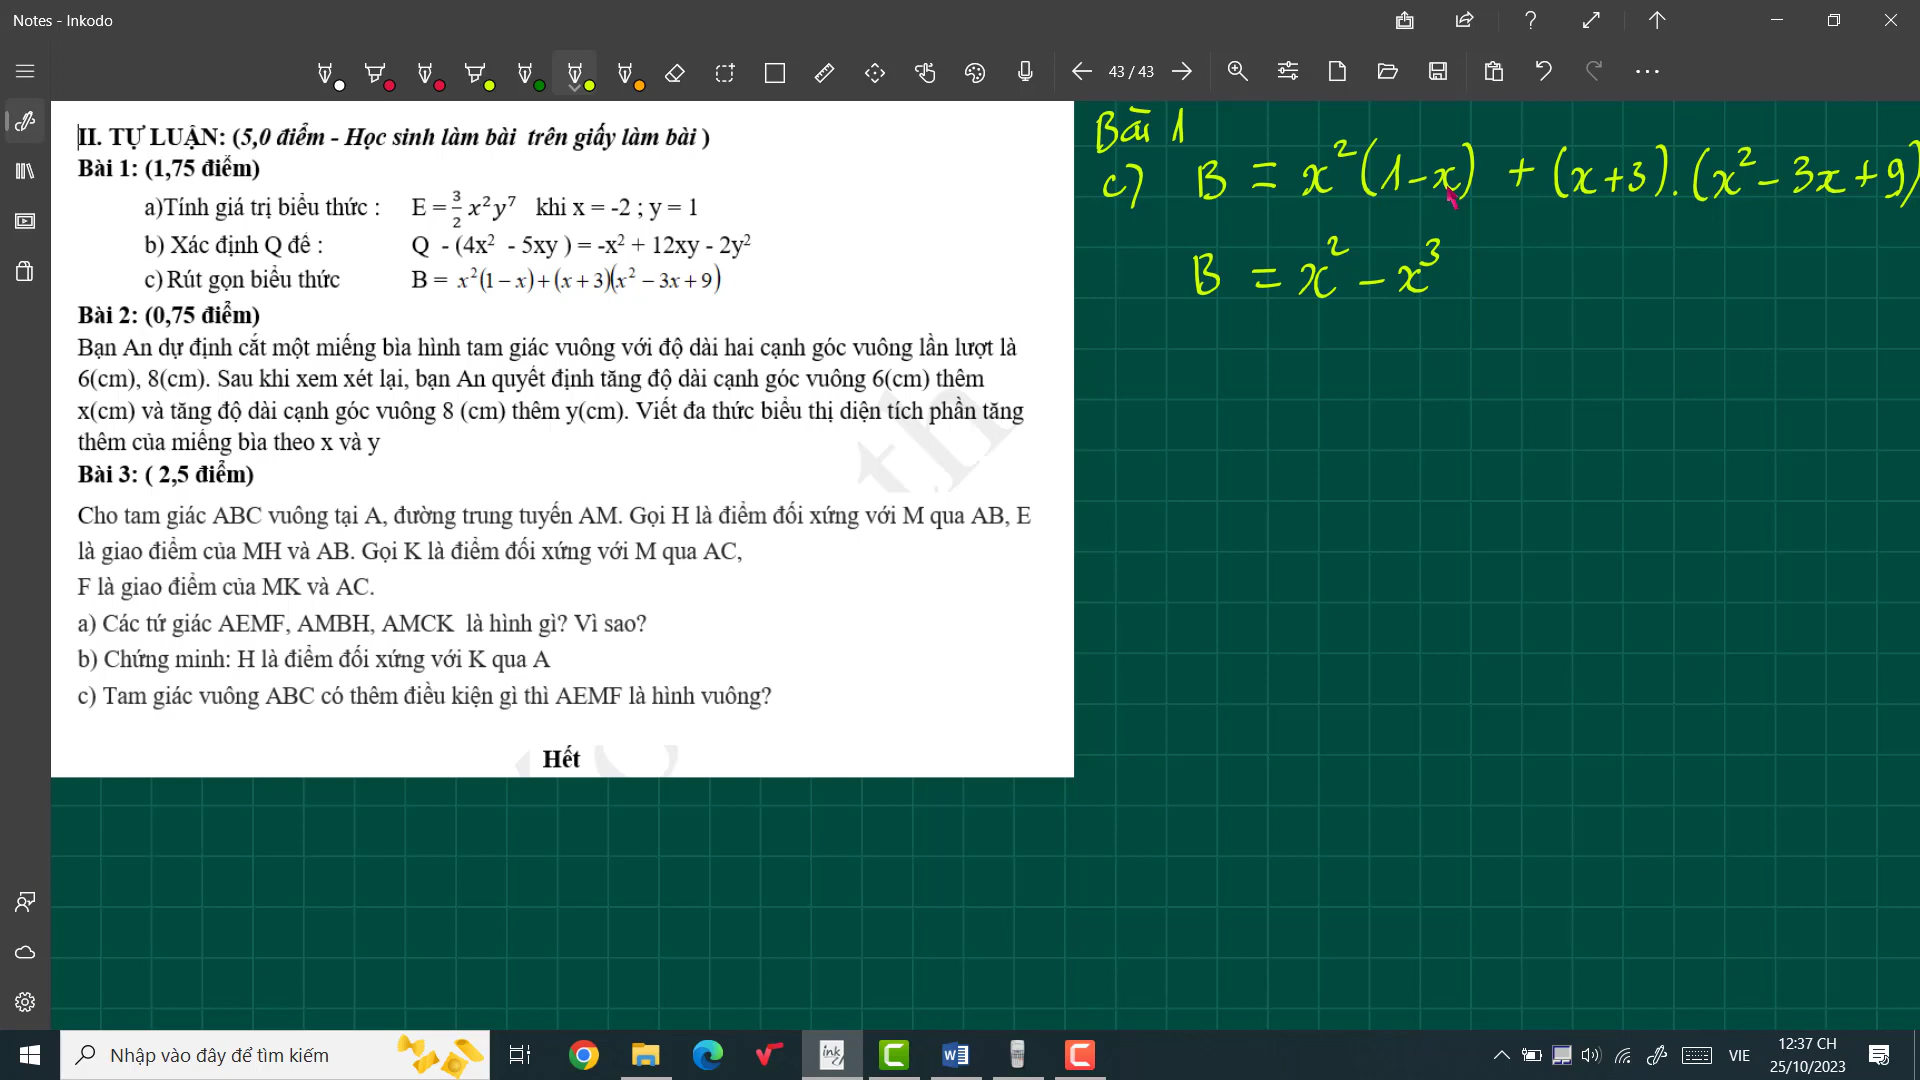 Notes - Inkodo
43 / 43
II. TỰ LUẬN: (5,0 điểm - Học sinh làm bài trên giấy làm bài )
Bài 1: (1,75 điểm)
a)Tính giá trị biểu thức : E = 3/2 x²y⁷ khi x = -2 ; y = 1
b) Xác định Q để : Q - (4x² - 5xy ) = -x² + 12xy - 2y²
c) Rút gọn biểu thức B = x²(1 − x) + (x + 3)(x² − 3x + 9)
Bài 2: (0,75 điểm)
Bạn An dự định cắt một miếng bìa hình tam giác vuông với độ dài hai cạnh góc vuông lần lượt là
6(cm), 8(cm). Sau khi xem xét lại, bạn An quyết định tăng độ dài cạnh góc vuông 6(cm) thêm
x(cm) và tăng độ dài cạnh góc vuông 8 (cm) thêm y(cm). Viết đa thức biểu thị diện tích phần tăng
thêm của miếng bìa theo x và y
Bài 3: ( 2,5 điểm)
Cho tam giác ABC vuông tại A, đường trung tuyến AM. Gọi H là điểm đối xứng với M qua AB, E
là giao điểm của MH và AB. Gọi K là điểm đối xứng với M qua AC,
F là giao điểm của MK và AC.
a) Các tứ giác AEMF, AMBH, AMCK là hình gì? Vì sao?
b) Chứng minh: H là điểm đối xứng với K qua A
c) Tam giác vuông ABC có thêm điều kiện gì thì AEMF là hình vuông?
Hết
Bài 1
c) B = x²(1 − x) + (x + 3).(x² − 3x + 9)
B = x² − x³
Nhập vào đây để tìm kiếm
VIE
12:37 CH
25/10/2023